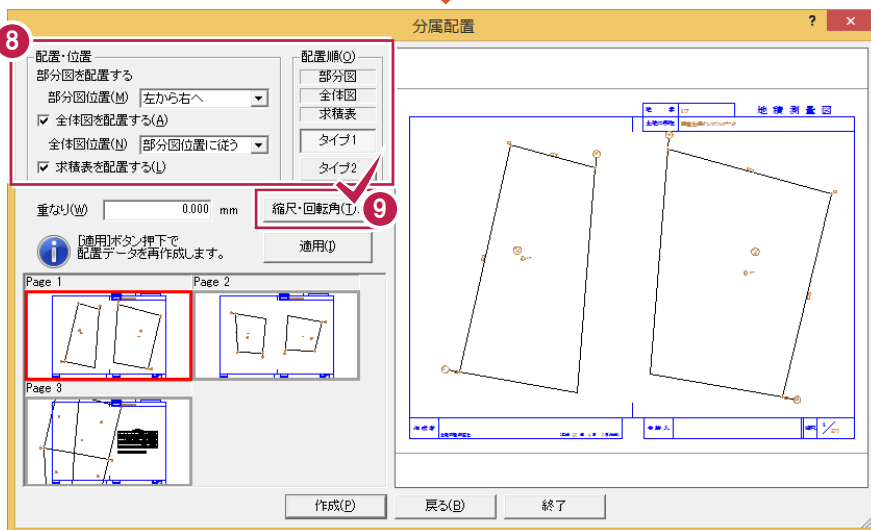 分属配置
?
×
8
配置・位置
部分図を配置する
部分図位置(M) 左から右へ
全体図を配置する(A)
全体図位置(N) 部分図位置に従う
求積表を配置する(L)
配置順(O)
部分図
全体図
求積表
タイプ1
タイプ2
重なり(W) 0.000 mm
縮尺・回転角(T)
9
[適用]ボタン押下で
配置データを再作成します。
適用(I)
Page 1
Page 2
Page 3
地積測量図
作成(P)
戻る(B)
終了